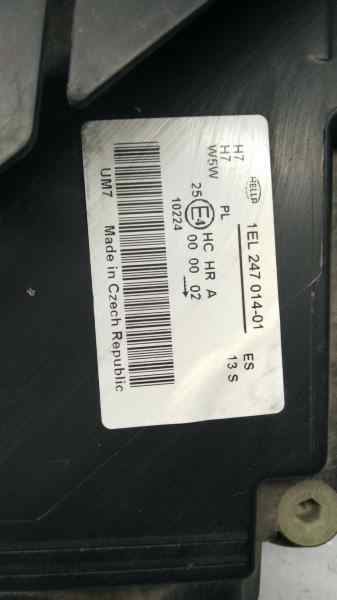 HELLA 1EL 247 014-01 ES
13 S
H7 PL HC HR A
H7
W5W
25 E4 00 00 02 →
10224
UM7 Made in Czech Republic